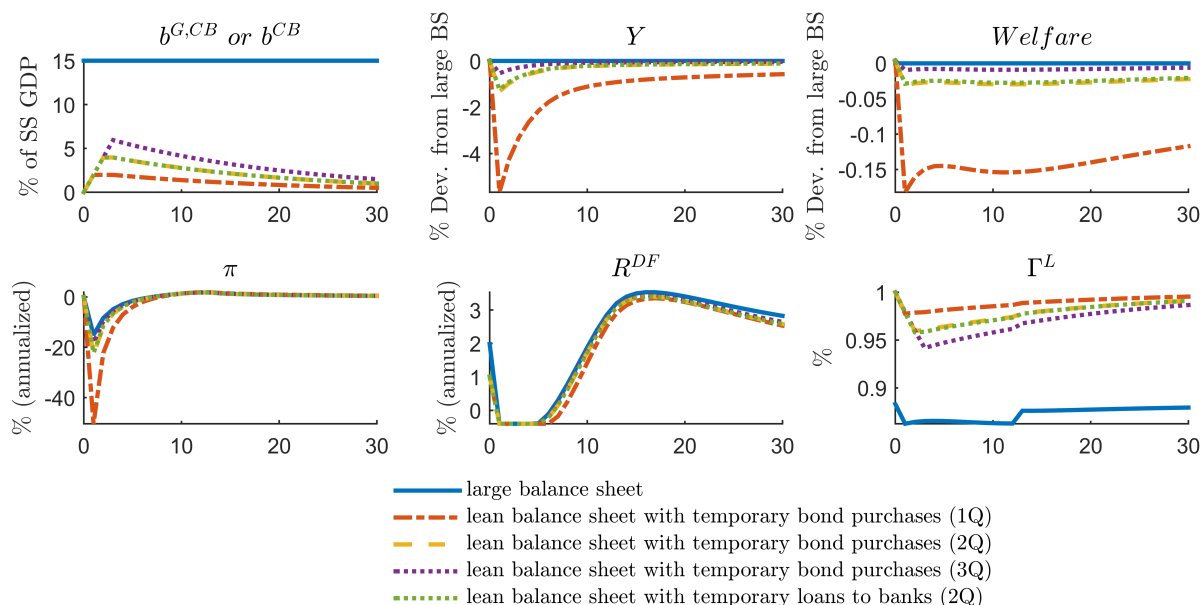 b^{G,CB} or b^{CB}
% of SS GDP
15
10
5
0
0 10 20 30
Y
% Dev. from large BS
0
-2
-4
0 10 20 30
Welfare
% Dev. from large BS
0
-0.05
-0.1
-0.15
0 10 20 30
π
% (annualized)
0
-20
-40
0 10 20 30
R^{DF}
% (annualized)
3
2
1
0
0 10 20 30
Γ^L
%
1
0.95
0.9
0 10 20 30
large balance sheet
lean balance sheet with temporary bond purchases (1Q)
lean balance sheet with temporary bond purchases (2Q)
lean balance sheet with temporary bond purchases (3Q)
lean balance sheet with temporary loans to banks (2Q)